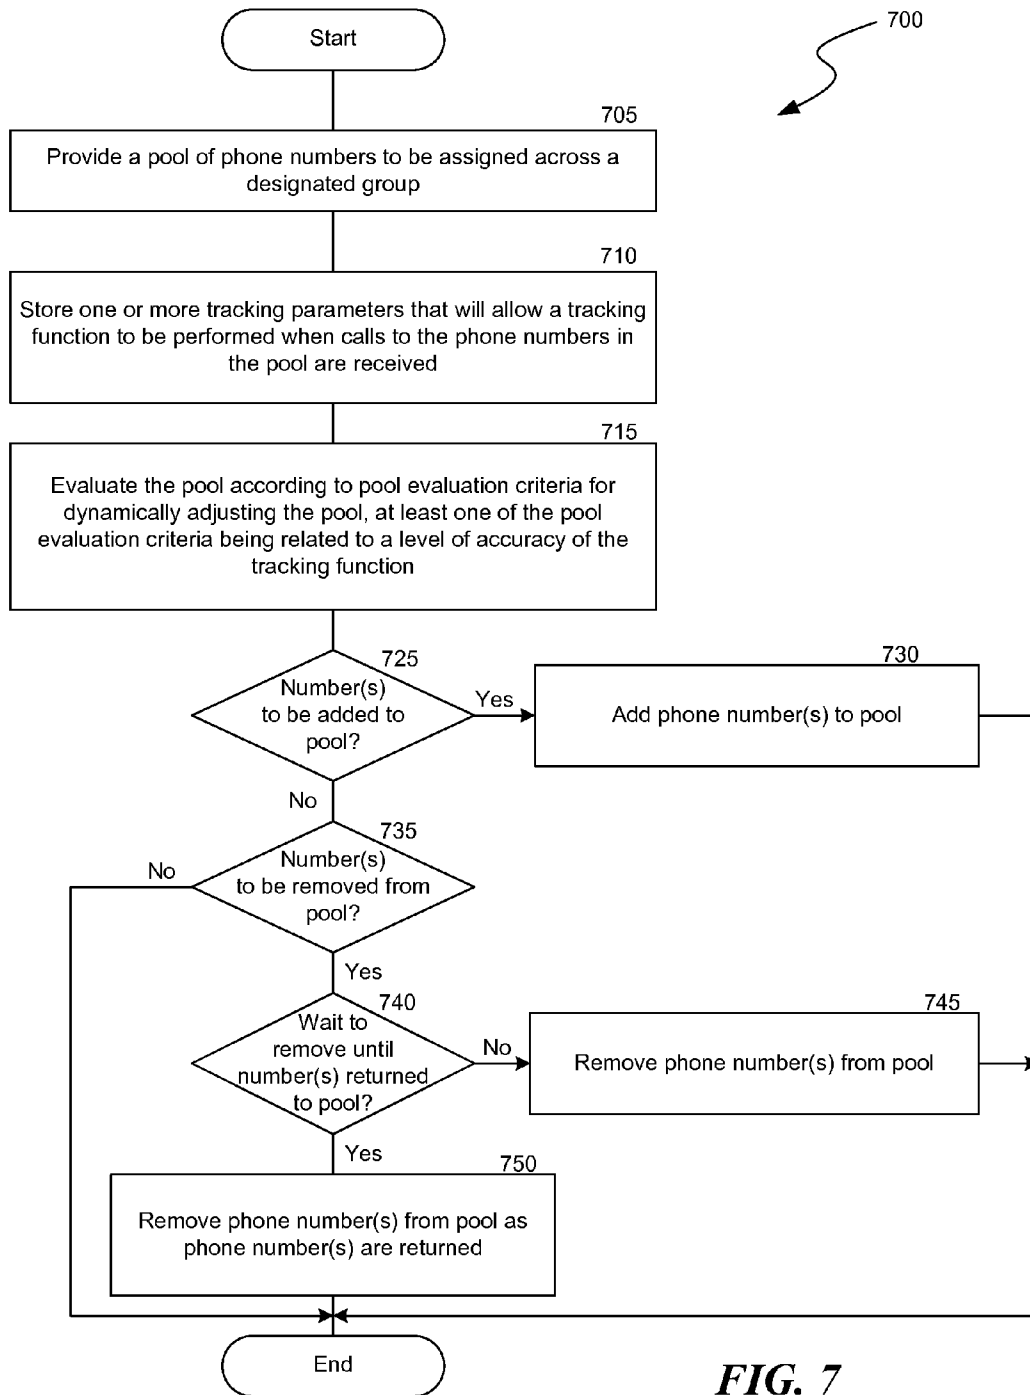 Start
700
705
Provide a pool of phone numbers to be assigned across a
designated group
710
Store one or more tracking parameters that will allow a tracking
function to be performed when calls to the phone numbers in
the pool are received
715
Evaluate the pool according to pool evaluation criteria for
dynamically adjusting the pool, at least one of the pool
evaluation criteria being related to a level of accuracy of the
tracking function
725
Number(s)
to be added to
pool?
Yes
730
Add phone number(s) to pool
No
735
Number(s)
to be removed from
pool?
No
Yes
740
Wait to
remove until
number(s) returned
to pool?
No
745
Remove phone number(s) from pool
Yes
750
Remove phone number(s) from pool as
phone number(s) are returned
End
FIG. 7